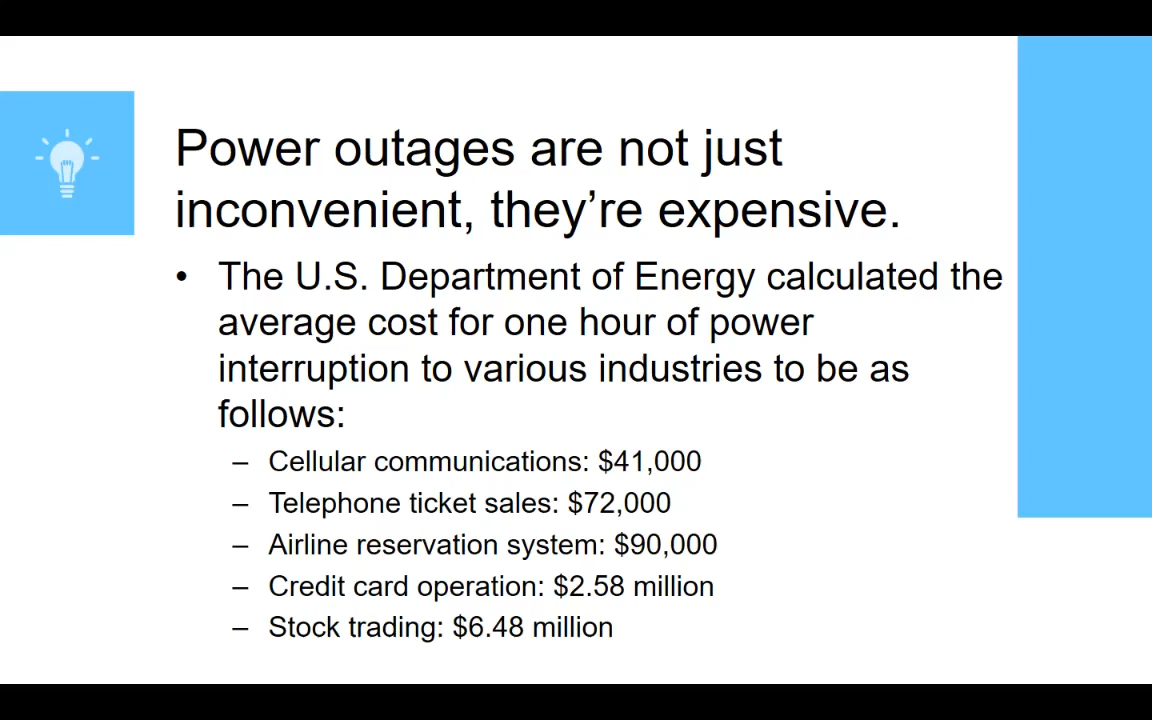 Power outages are not just
inconvenient, they’re expensive.
• The U.S. Department of Energy calculated the
average cost for one hour of power
interruption to various industries to be as
follows:
– Cellular communications: $41,000
– Telephone ticket sales: $72,000
– Airline reservation system: $90,000
– Credit card operation: $2.58 million
– Stock trading: $6.48 million